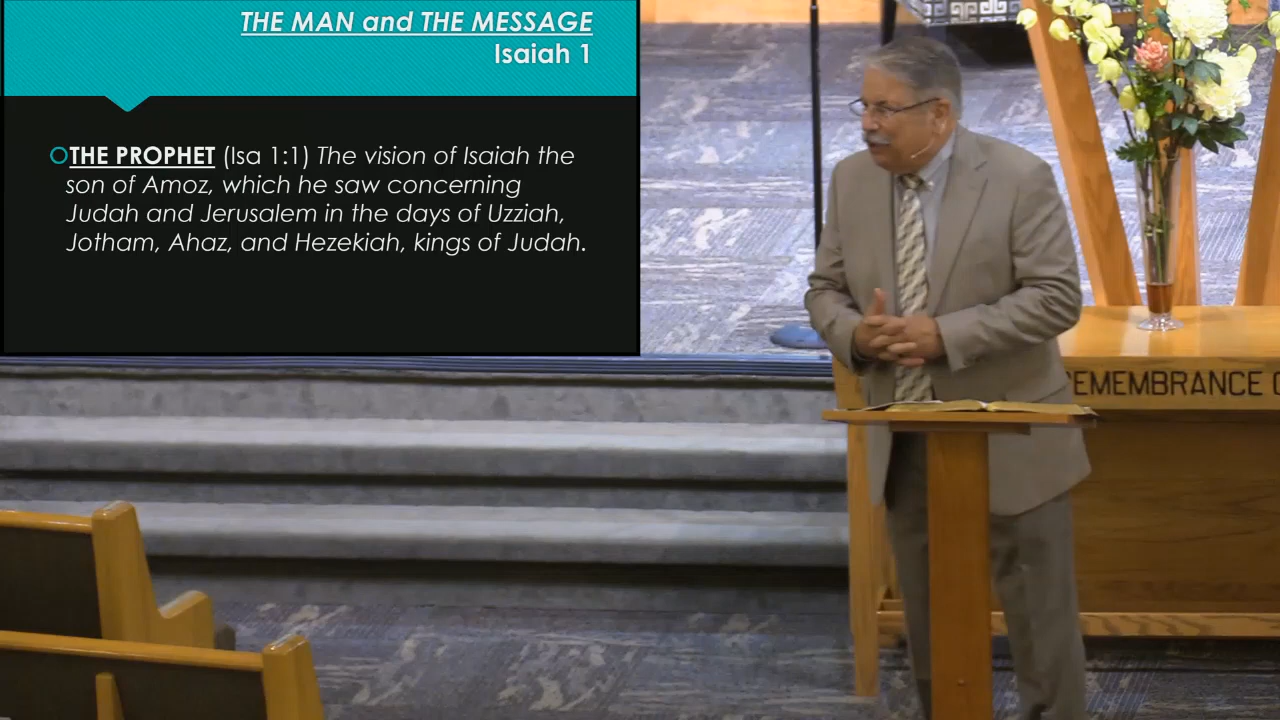 THE MAN and THE MESSAGE
Isaiah 1
THE PROPHET (Isa 1:1) The vision of Isaiah the
son of Amoz, which he saw concerning
Judah and Jerusalem in the days of Uzziah,
Jotham, Ahaz, and Hezekiah, kings of Judah.
EMEMBRANCE O